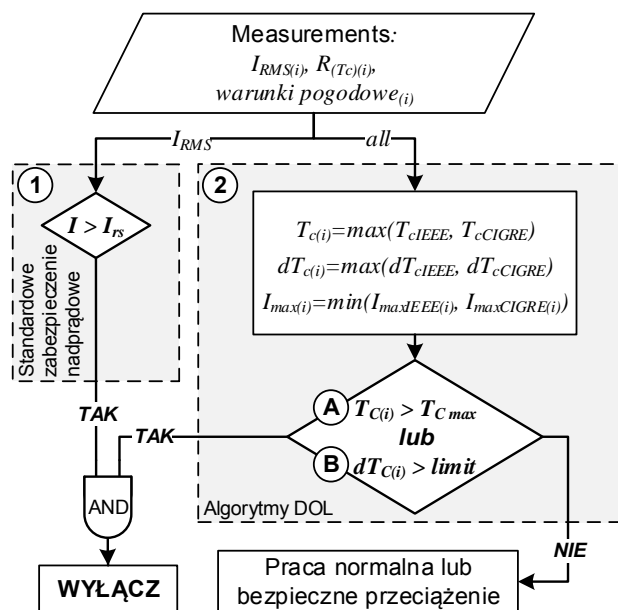 Measurements:
I_RMS(i), R_(Tc)(i),
warunki pogodowe_(i)
I_RMS
all
1
I > I_rs
Standardowe
zabezpieczenie
nadprądowe
2
T_c(i)=max(T_cIEEE, T_cCIGRE)
dT_c(i)=max(dT_cIEEE, dT_cCIGRE)
I_max(i)=min(I_maxIEEE(i), I_maxCIGRE(i))
A T_C(i) > T_C max
lub
B dT_C(i) > limit
TAK
TAK
Algorytmy DOL
NIE
AND
WYŁĄCZ
Praca normalna lub
bezpieczne przeciążenie